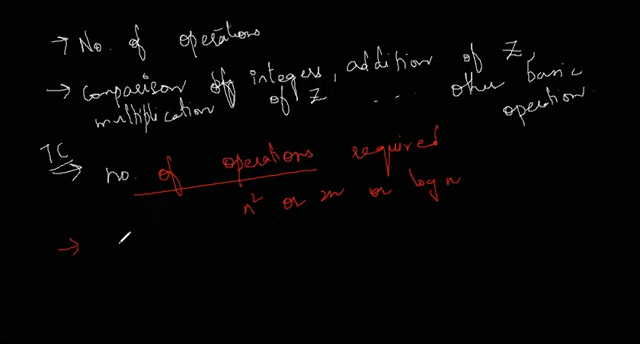 → No. of operations
→ Comparison of integers, addition of Z,
multiplication of Z ... other basic
operation.
TC
⇒ no. of operations required
n² or 2n or log n
→